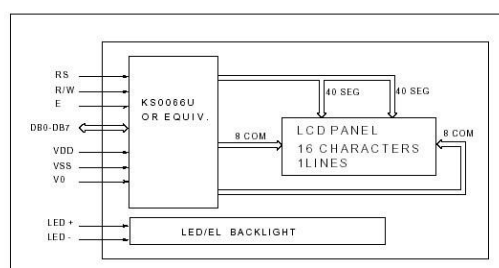 RS
R/W
E
DB0-DB7
VDD
VSS
V0
LED +
LED -
KS0066U
OR EQUIV.
40 SEG
40 SEG
8 COM
8 COM
LCD PANEL
16 CHARACTERS
1LINES
LED/EL BACKLIGHT